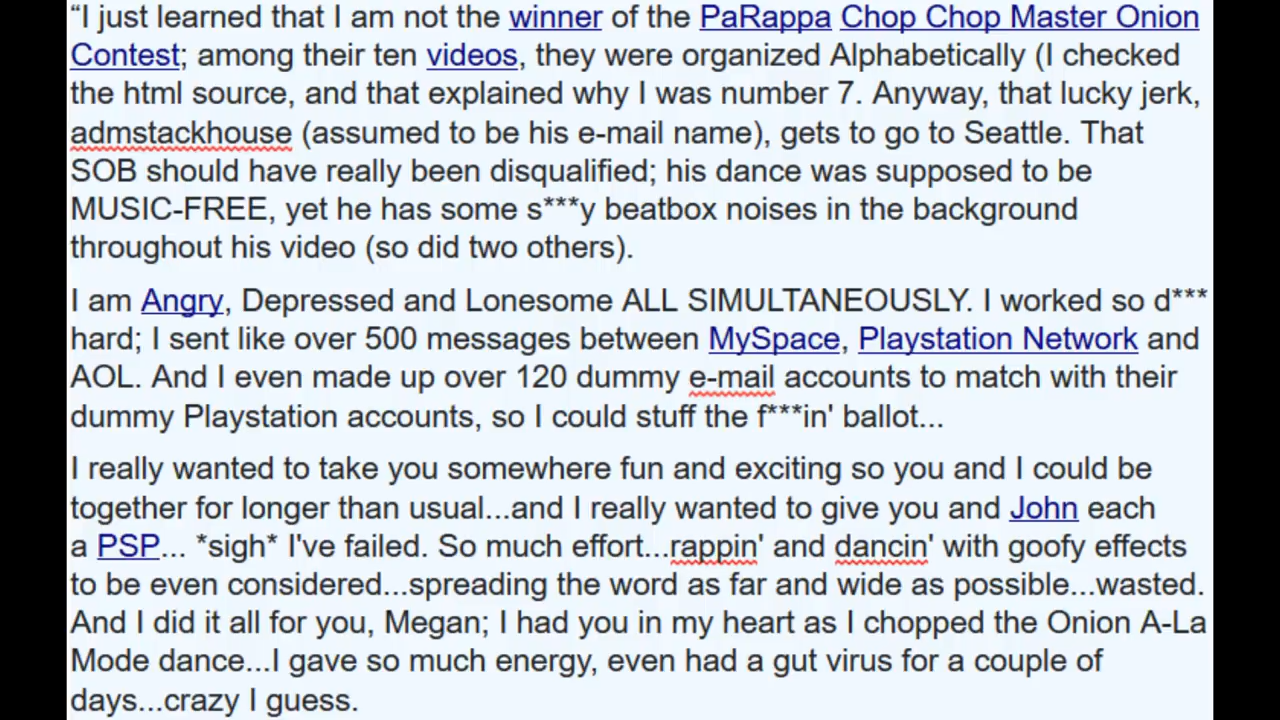 “I just learned that I am not the winner of the PaRappa Chop Chop Master Onion
Contest; among their ten videos, they were organized Alphabetically (I checked
the html source, and that explained why I was number 7. Anyway, that lucky jerk,
admstackhouse (assumed to be his e-mail name), gets to go to Seattle. That
SOB should have really been disqualified; his dance was supposed to be
MUSIC-FREE, yet he has some s***y beatbox noises in the background
throughout his video (so did two others).
I am Angry, Depressed and Lonesome ALL SIMULTANEOUSLY. I worked so d***
hard; I sent like over 500 messages between MySpace, Playstation Network and
AOL. And I even made up over 120 dummy e-mail accounts to match with their
dummy Playstation accounts, so I could stuff the f***in' ballot...
I really wanted to take you somewhere fun and exciting so you and I could be
together for longer than usual...and I really wanted to give you and John each
a PSP... *sigh* I've failed. So much effort...rappin' and dancin' with goofy effects
to be even considered...spreading the word as far and wide as possible...wasted.
And I did it all for you, Megan; I had you in my heart as I chopped the Onion A-La
Mode dance...I gave so much energy, even had a gut virus for a couple of
days...crazy I guess.